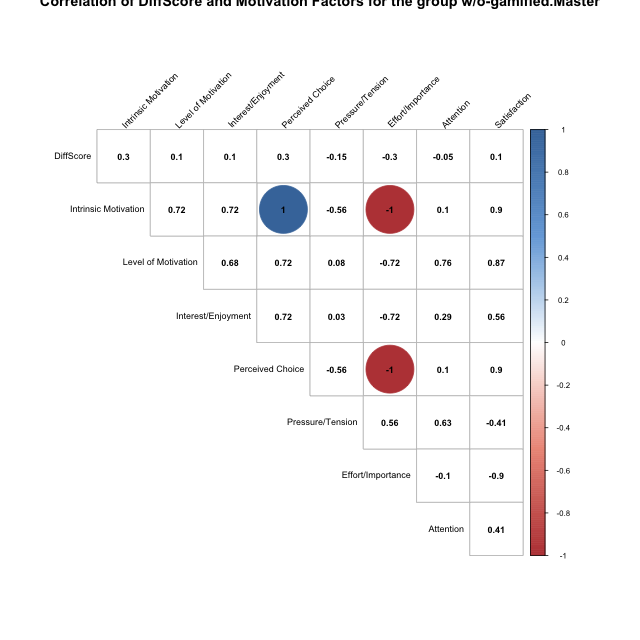 Correlation of DiffScore and Motivation Factors for the group w/o-gamified.Master
Intrinsic Motivation
Level of Motivation
Interest/Enjoyment
Perceived Choice
Pressure/Tension
Effort/Importance
Attention
Satisfaction
DiffScore 0.3 0.1 0.1 0.3 -0.15 -0.3 -0.05 0.1
Intrinsic Motivation 0.72 0.72 1 -0.56 -1 0.1 0.9
Level of Motivation 0.68 0.72 0.08 -0.72 0.76 0.87
Interest/Enjoyment 0.72 0.03 -0.72 0.29 0.56
Perceived Choice -0.56 -1 0.1 0.9
Pressure/Tension 0.56 0.63 -0.41
Effort/Importance -0.1 -0.9
Attention 0.41
1
0.8
0.6
0.4
0.2
0
-0.2
-0.4
-0.6
-0.8
-1